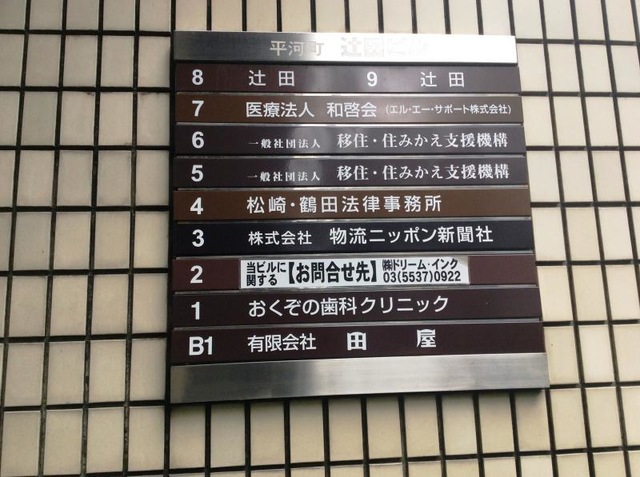 平河町 辻田ビル
8 辻田 9 辻田
7 医療法人 和啓会 (エル・エー・サポート株式会社)
6 一般社団法人 移住・住みかえ支援機構
5 一般社団法人 移住・住みかえ支援機構
4 松崎・鶴田法律事務所
3 株式会社 物流ニッポン新聞社
2 当ビルに関する【お問合せ先】㈱ドリーム・インク 03(5537)0922
1 おくぞの歯科クリニック
B1 有限会社 田屋